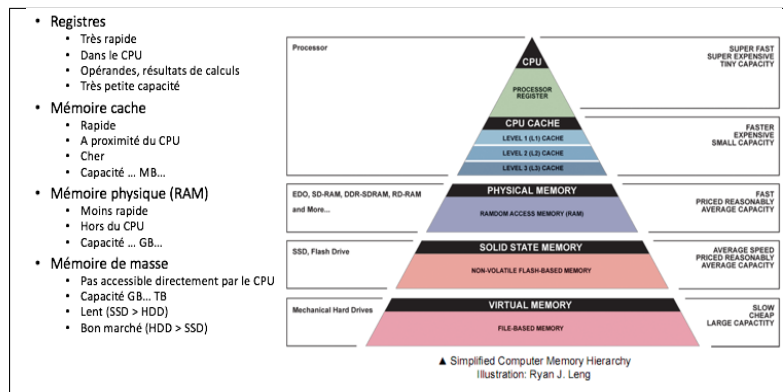 • Registres
• Très rapide
• Dans le CPU
• Opérandes, résultats de calculs
• Très petite capacité
• Mémoire cache
• Rapide
• A proximité du CPU
• Cher
• Capacité ... MB...
• Mémoire physique (RAM)
• Moins rapide
• Hors du CPU
• Capacité ... GB...
• Mémoire de masse
• Pas accessible directement par le CPU
• Capacité GB... TB
• Lent (SSD > HDD)
• Bon marché (HDD > SSD)
Processor
CPU
PROCESSOR
REGISTER
SUPER FAST
SUPER EXPENSIVE
TINY CAPACITY
CPU CACHE
LEVEL 1 (L1) CACHE
LEVEL 2 (L2) CACHE
LEVEL 3 (L3) CACHE
FASTER
EXPENSIVE
SMALL CAPACITY
EDO, SD-RAM, DDR-SDRAM, RD-RAM
and More...
PHYSICAL MEMORY
RAMDOM ACCESS MEMORY (RAM)
FAST
PRICED REASONABLY
AVERAGE CAPACITY
SSD, Flash Drive
SOLID STATE MEMORY
NON-VOLATILE FLASH-BASED MEMORY
AVERAGE SPEED
PRICED REASONABLY
AVERAGE CAPACITY
Mechanical Hard Drives
VIRTUAL MEMORY
FILE-BASED MEMORY
SLOW
CHEAP
LARGE CAPACTITY
▲ Simplified Computer Memory Hierarchy
Illustration: Ryan J. Leng